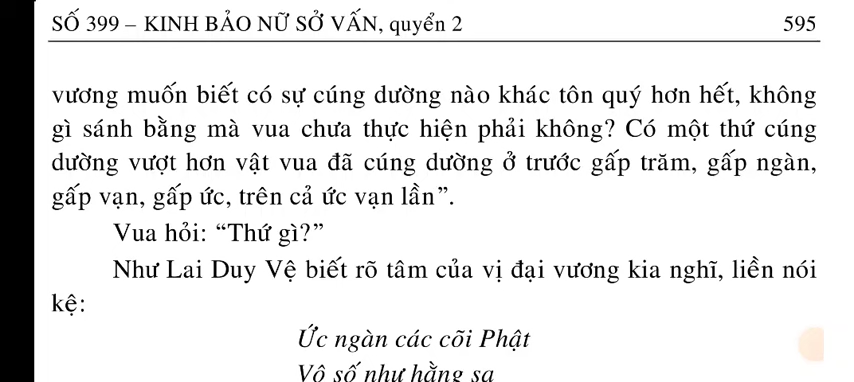 SỐ 399 – KINH BẢO NỮ SỞ VẤN, quyển 2 595
vương muốn biết có sự cúng dường nào khác tôn quý hơn hết, không
gì sánh bằng mà vua chưa thực hiện phải không? Có một thứ cúng
dường vượt hơn vật vua đã cúng dường ở trước gấp trăm, gấp ngàn,
gấp vạn, gấp ức, trên cả ức vạn lần”.
Vua hỏi: “Thứ gì?”
Như Lai Duy Vệ biết rõ tâm của vị đại vương kia nghĩ, liền nói
kệ:
Ức ngàn các cõi Phật
Vô số như hằng sa